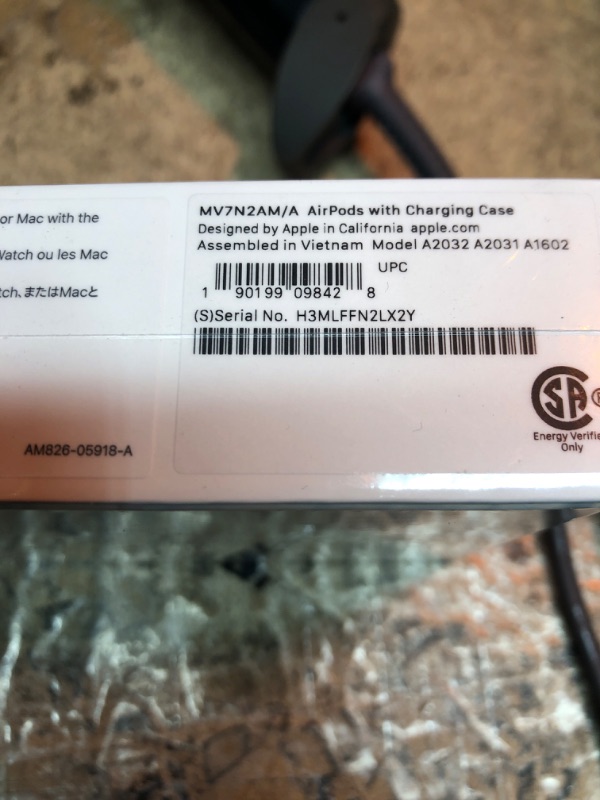 or Mac with the
Watch ou les Mac
tch、またはMacと
AM826-05918-A
MV7N2AM/A AirPods with Charging Case
Designed by Apple in California apple.com
Assembled in Vietnam Model A2032 A2031 A1602
UPC
1 90199 09842 8
(S)Serial No. H3MLFFN2LX2Y
SA
Energy Verifie
Only